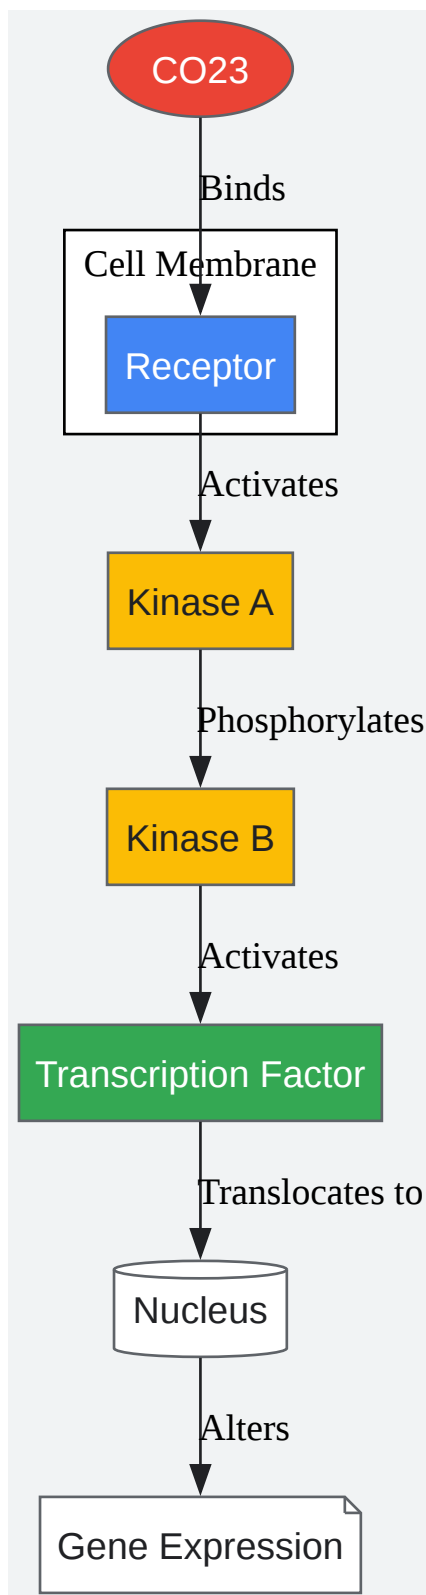 CO23
Binds
Cell Membrane
Receptor
Activates
Kinase A
Phosphorylates
Kinase B
Activates
Transcription Factor
Translocates to
Nucleus
Alters
Gene Expression